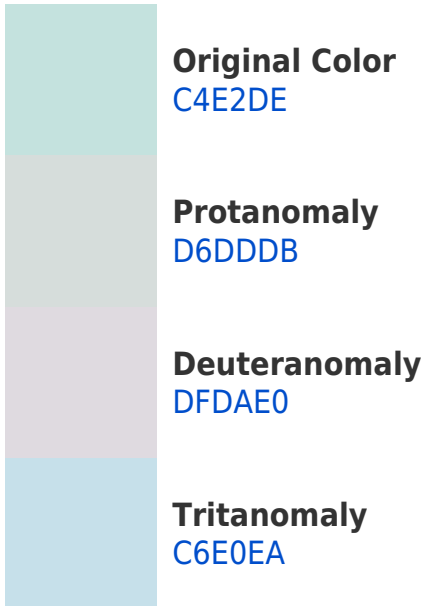 Original Color
C4E2DE
Protanomaly
D6DDDB
Deuteranomaly
DFDAE0
Tritanomaly
C6E0EA